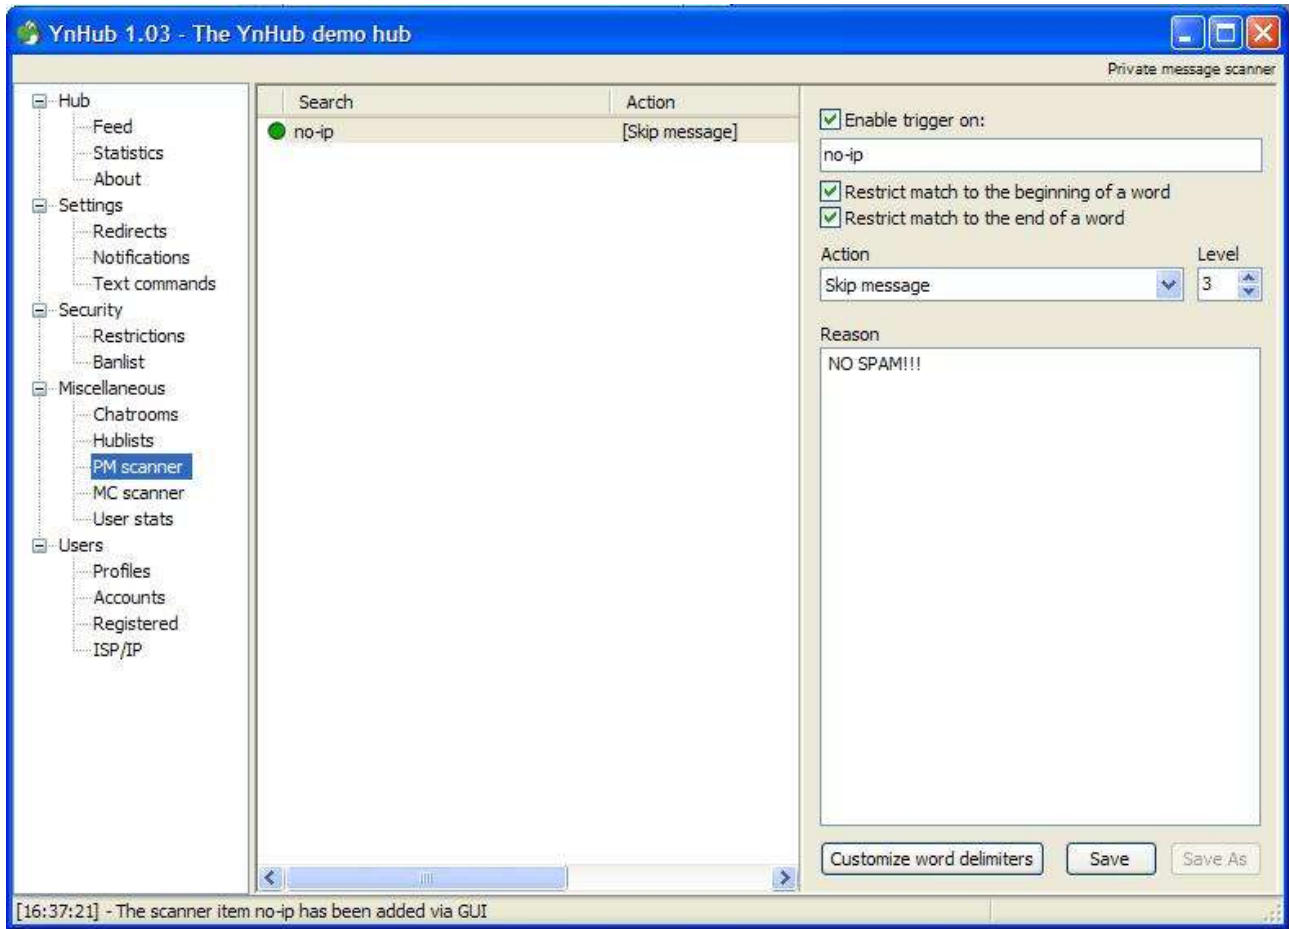 YnHub 1.03 - The YnHub demo hub
Private message scanner
Hub
Feed
Statistics
About
Settings
Redirects
Notifications
Text commands
Security
Restrictions
Banlist
Miscellaneous
Chatrooms
Hublists
PM scanner
MC scanner
User stats
Users
Profiles
Accounts
Registered
ISP/IP
Search Action
no-ip [Skip message]
Enable trigger on:
no-ip
Restrict match to the beginning of a word
Restrict match to the end of a word
Action Level
Skip message 3
Reason
NO SPAM!!!
Customize word delimiters Save Save As
[16:37:21] - The scanner item no-ip has been added via GUI